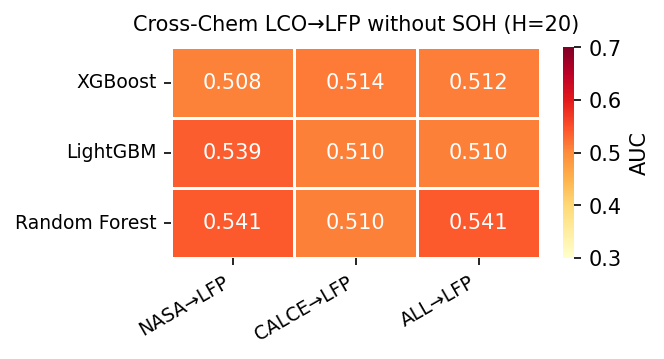 Cross-Chem LCO→LFP without SOH (H=20)
XGBoost 0.508 0.514 0.512
LightGBM 0.539 0.510 0.510
Random Forest 0.541 0.510 0.541
NASA→LFP CALCE→LFP ALL→LFP
0.7
0.6
0.5
0.4
0.3
AUC